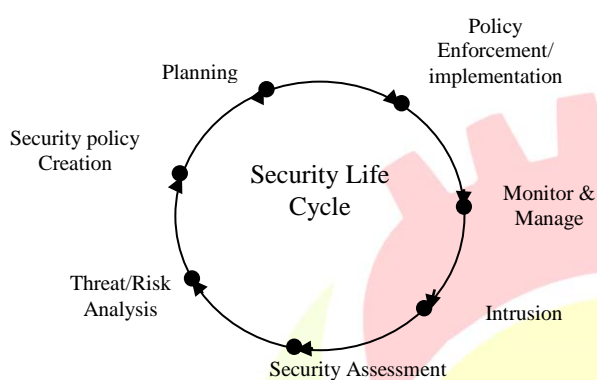 Policy
Enforcement/
implementation
Planning
Security policy
Creation
Security Life
Cycle
Monitor &
Manage
Threat/Risk
Analysis
Intrusion
Security Assessment